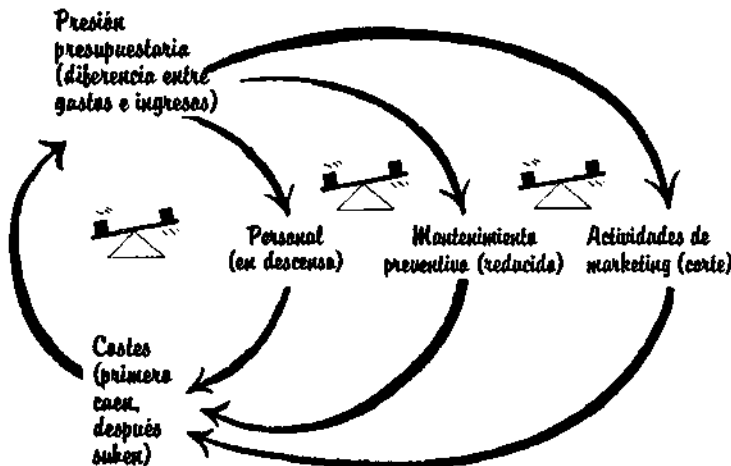 Presión
presupuestaria
(diferencia entre
gastos e ingresos)
Personal
(en descenso)
Mantenimiento
preventivo (reducido)
Actividades de
marketing (corte)
Costes
(primero
caen,
después
suben)